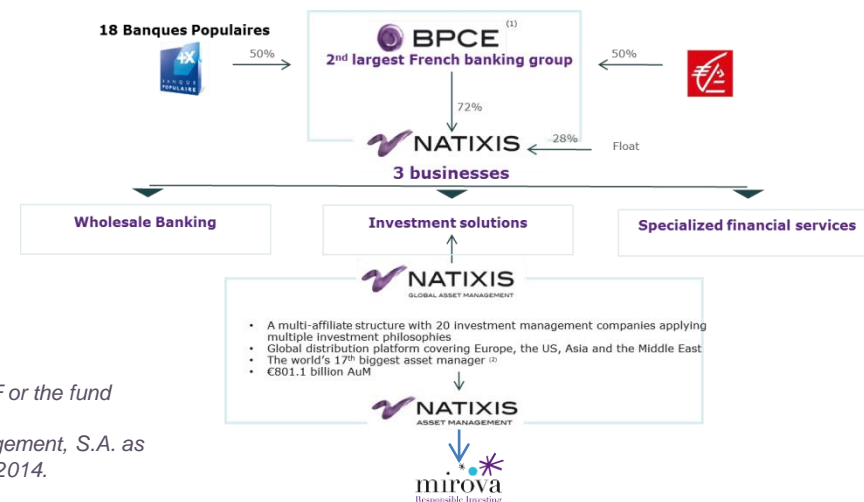 18 Banques Populaires
BPCE (1)
2nd largest French banking group
50%
50%
BANQUE
POPULAIRE
72%
NATIXIS
28%
Float
3 businesses
Wholesale Banking
Investment solutions
Specialized financial services
NATIXIS
GLOBAL ASSET MANAGEMENT
• A multi-affiliate structure with 20 investment management companies applying
multiple investment philosophies
• Global distribution platform covering Europe, the US, Asia and the Middle East
• The world's 17th biggest asset manager (2)
• €801.1 billion AuM
or the fund
gement, S.A. as
2014.
NATIXIS
ASSET MANAGEMENT
mirova
Responsible Investing